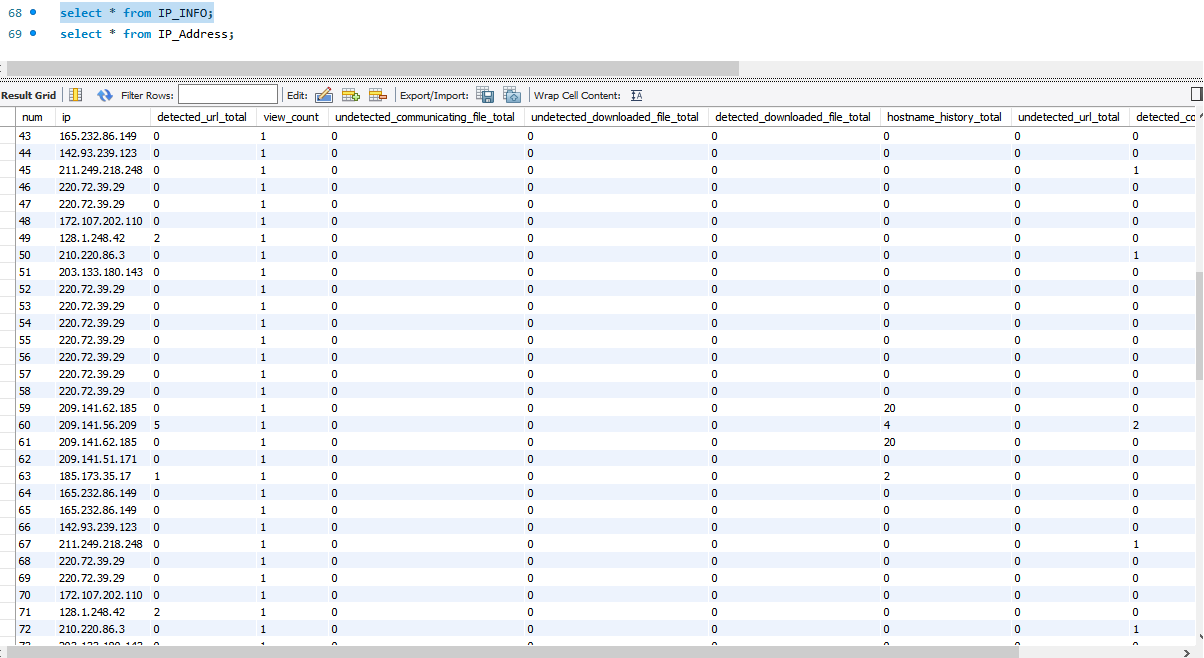 68 select * from IP_INFO;
69 select * from IP_Address;
Result Grid Filter Rows: Edit: Export/Import: Wrap Cell Content:
num ip detected_url_total view_count undetected_communicating_file_total undetected_downloaded_file_total detected_downloaded_file_total hostname_history_total undetected_url_total detected_co
43 165.232.86.149 0 1 0 0 0 0 0 0
44 142.93.239.123 0 1 0 0 0 0 0 0
45 211.249.218.248 0 1 0 0 0 0 0 1
46 220.72.39.29 0 1 0 0 0 0 0 0
47 220.72.39.29 0 1 0 0 0 0 0 0
48 172.107.202.110 0 1 0 0 0 0 0 0
49 128.1.248.42 2 1 0 0 0 0 0 0
50 210.220.86.3 0 1 0 0 0 0 0 1
51 203.133.180.143 0 1 0 0 0 0 0 0
52 220.72.39.29 0 1 0 0 0 0 0 0
53 220.72.39.29 0 1 0 0 0 0 0 0
54 220.72.39.29 0 1 0 0 0 0 0 0
55 220.72.39.29 0 1 0 0 0 0 0 0
56 220.72.39.29 0 1 0 0 0 0 0 0
57 220.72.39.29 0 1 0 0 0 0 0 0
58 220.72.39.29 0 1 0 0 0 0 0 0
59 209.141.62.185 0 1 0 0 0 20 0 0
60 209.141.56.209 5 1 0 0 0 4 0 2
61 209.141.62.185 0 1 0 0 0 20 0 0
62 209.141.51.171 0 1 0 0 0 0 0 0
63 185.173.35.17 1 1 0 0 0 2 0 0
64 165.232.86.149 0 1 0 0 0 0 0 0
65 165.232.86.149 0 1 0 0 0 0 0 0
66 142.93.239.123 0 1 0 0 0 0 0 0
67 211.249.218.248 0 1 0 0 0 0 0 1
68 220.72.39.29 0 1 0 0 0 0 0 0
69 220.72.39.29 0 1 0 0 0 0 0 0
70 172.107.202.110 0 1 0 0 0 0 0 0
71 128.1.248.42 2 1 0 0 0 0 0 0
72 210.220.86.3 0 1 0 0 0 0 0 1